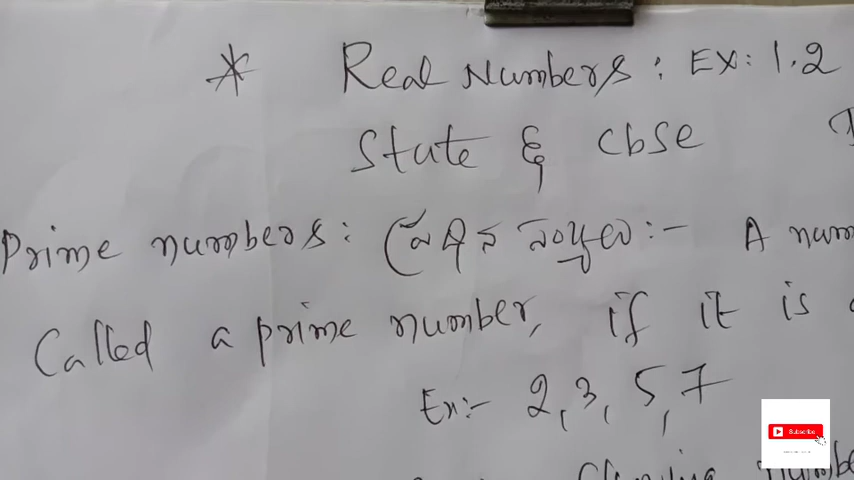 * Real Numbers: EX: 1.2
State & cbse
Prime numbers: (ప్రధాన సంఖ్యలు:- A num
Called a prime number, if it is
Ex:- 2, 3, 5, 7
Subscribe